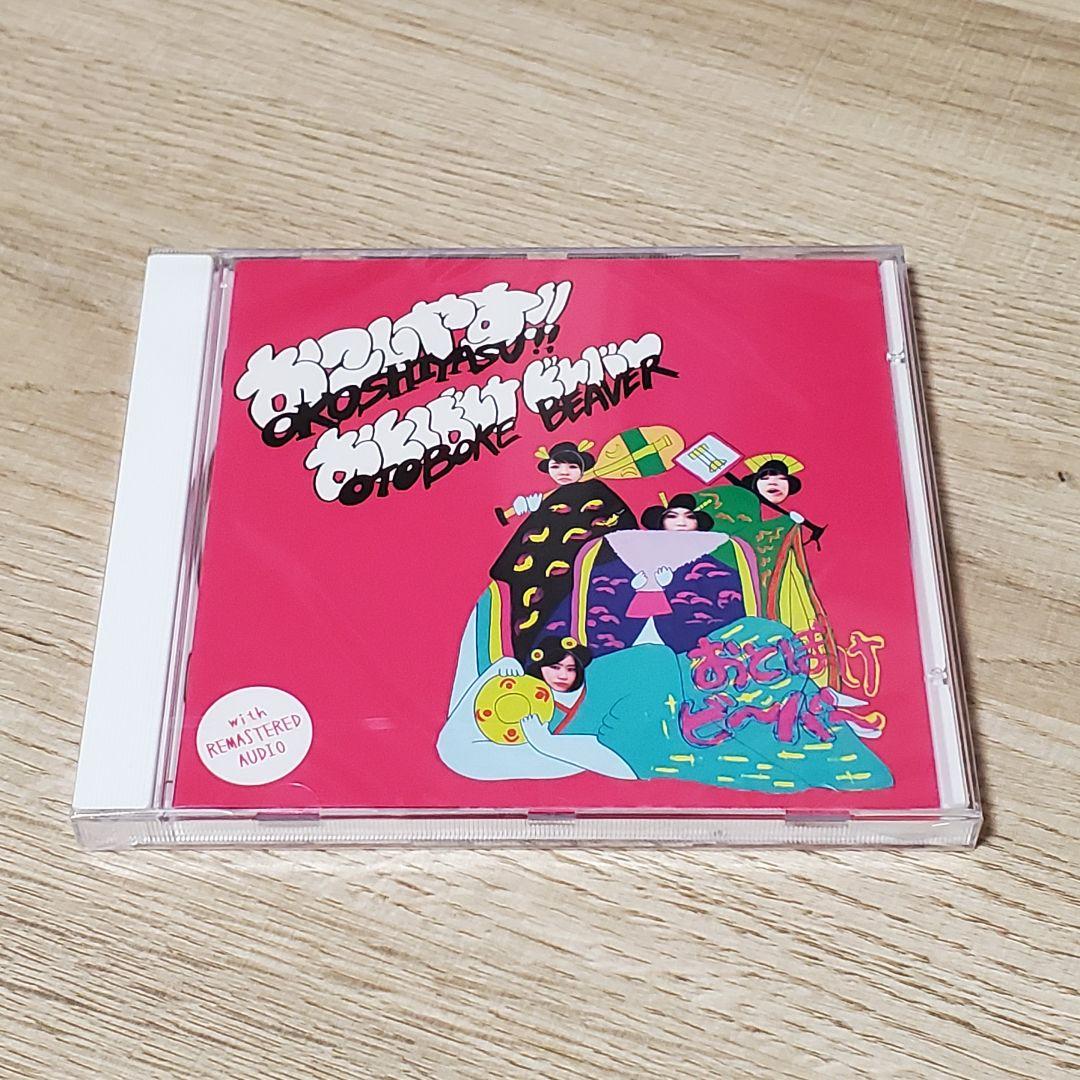 おこしやす!!
OKOSHIYASU!!
おとぼけ ビ〜バ〜
OTOBOKE BEAVER
おとぼけ
ビ〜バ〜
with
REMASTERED
AUDIO